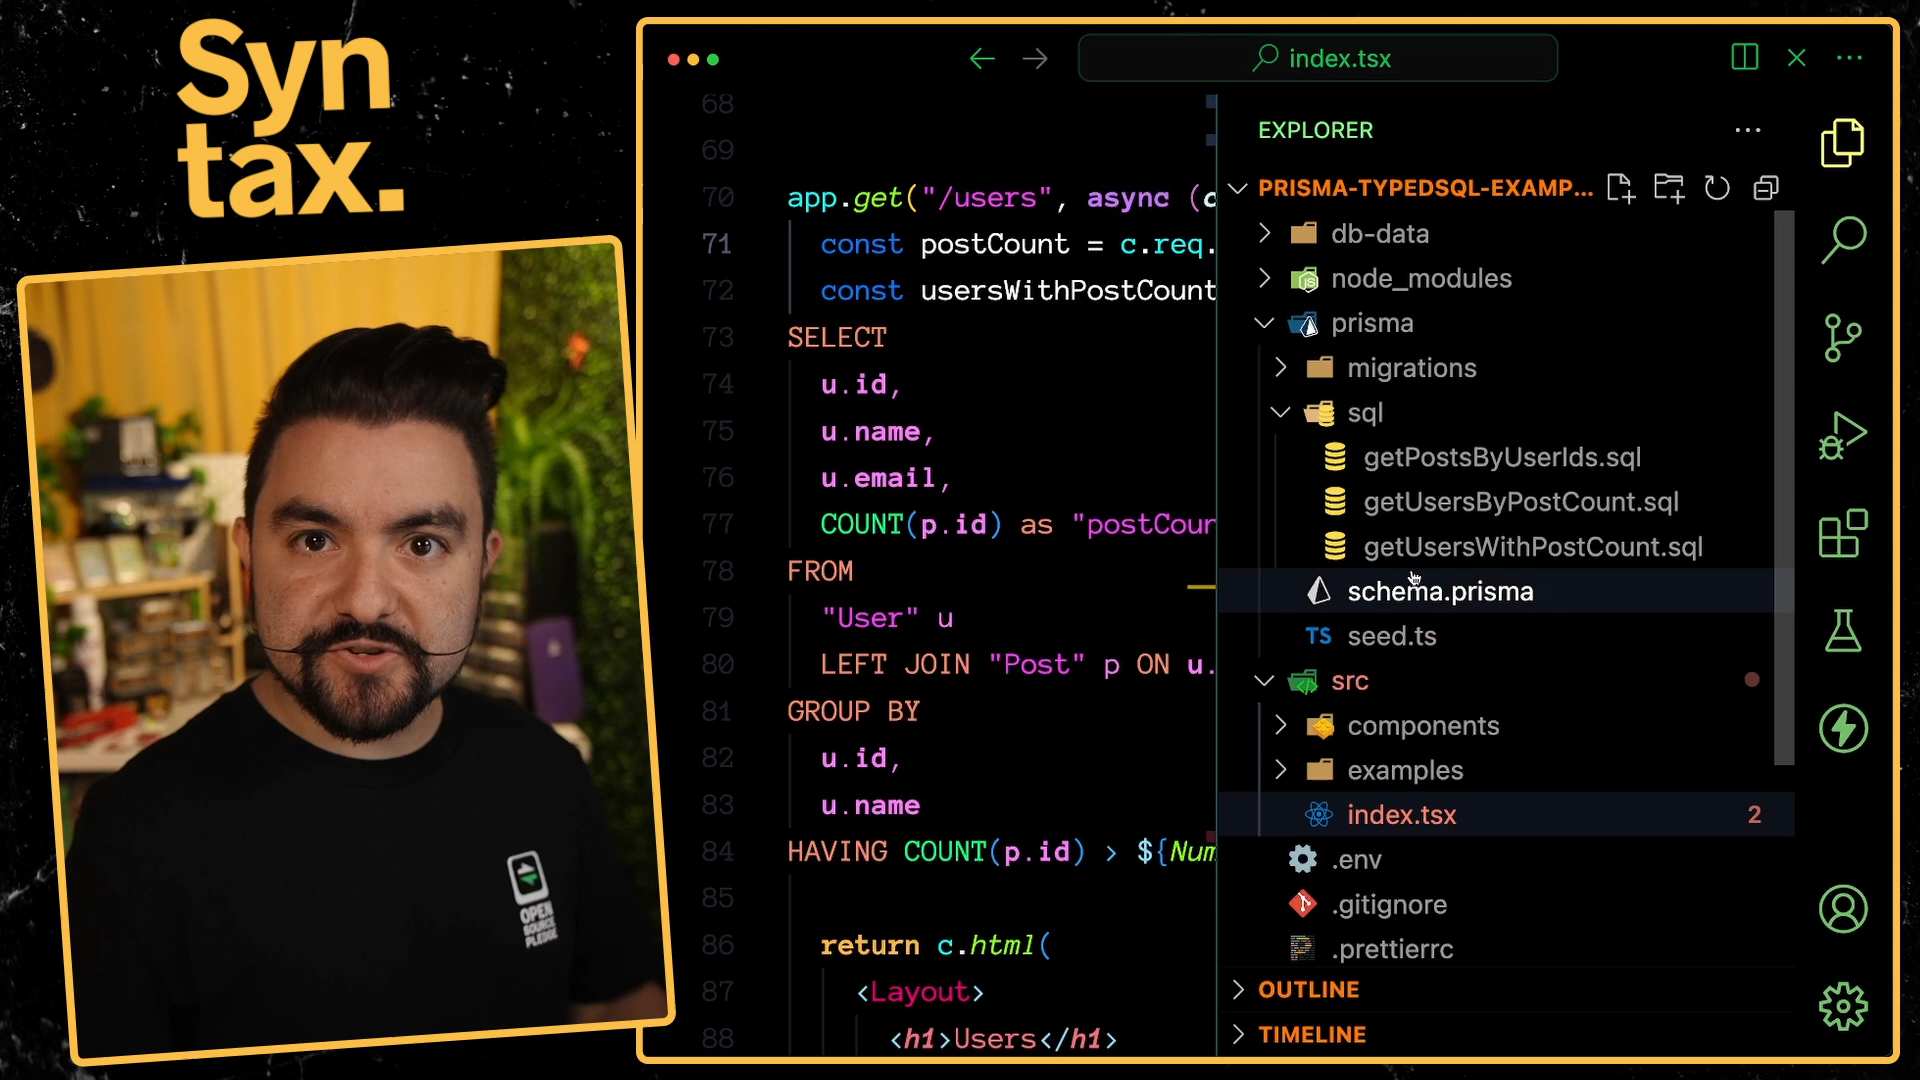 Syn
tax.
OPEN
SOURCE
PLEDGE
index.tsx
68
69
70 app.get("/users", async (c
71 const postCount = c.req.
72 const usersWithPostCount
73 SELECT
74 u.id,
75 u.name,
76 u.email,
77 COUNT(p.id) as "postCoun
78 FROM
79 "User" u
80 LEFT JOIN "Post" p ON u.
81 GROUP BY
82 u.id,
83 u.name
84 HAVING COUNT(p.id) > ${Num
85
86 return c.html(
87 <Layout>
88 <h1>Users</h1>
EXPLORER
PRISMA-TYPEDSQL-EXAMP...
db-data
node_modules
prisma
migrations
sql
getPostsByUserIds.sql
getUsersByPostCount.sql
getUsersWithPostCount.sql
schema.prisma
TS seed.ts
src
components
examples
index.tsx 2
.env
.gitignore
.prettierrc
OUTLINE
TIMELINE